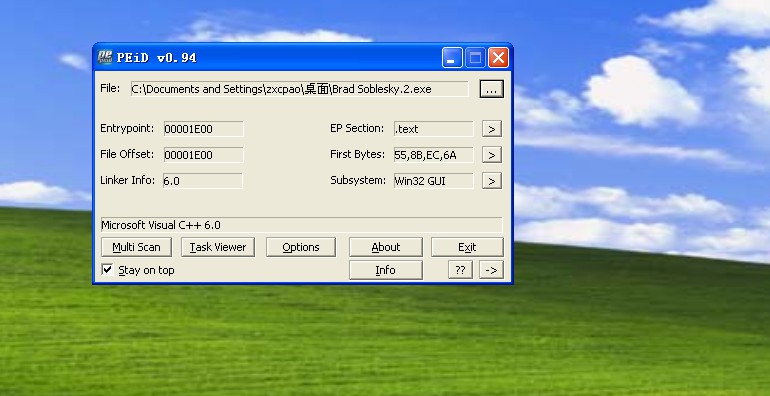 PEiD v0.94
File: C:\Documents and Settings\zxcpao\桌面\Brad Soblesky.2.exe ...
Entrypoint: 00001E00 EP Section: .text >
File Offset: 00001E00 First Bytes: 55,8B,EC,6A >
Linker Info: 6.0 Subsystem: Win32 GUI >
Microsoft Visual C++ 6.0
Multi Scan Task Viewer Options About Exit
Stay on top Info ?? ->